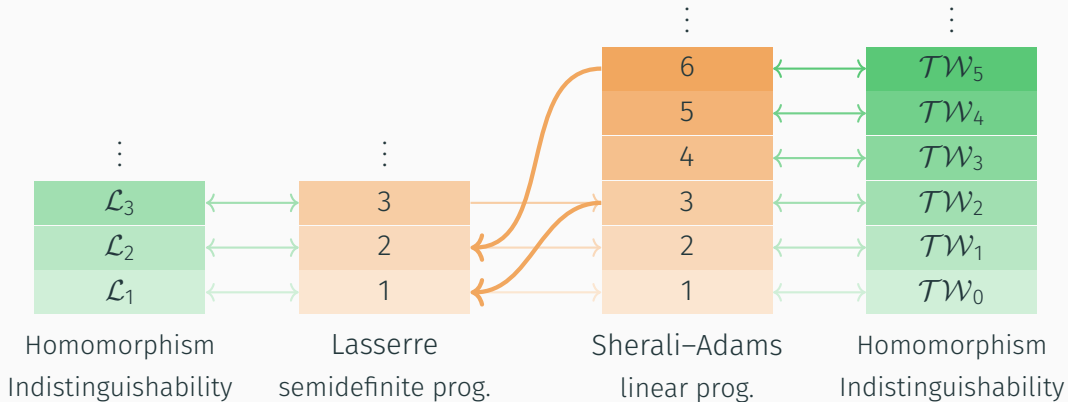 ⋮ ⋮
6 𝒯𝒲₅
5 𝒯𝒲₄
⋮ ⋮ 4 𝒯𝒲₃
ℒ₃ 3 3 𝒯𝒲₂
ℒ₂ 2 2 𝒯𝒲₁
ℒ₁ 1 1 𝒯𝒲₀
Homomorphism Lasserre Sherali–Adams Homomorphism
Indistinguishability semidefinite prog. linear prog. Indistinguishability